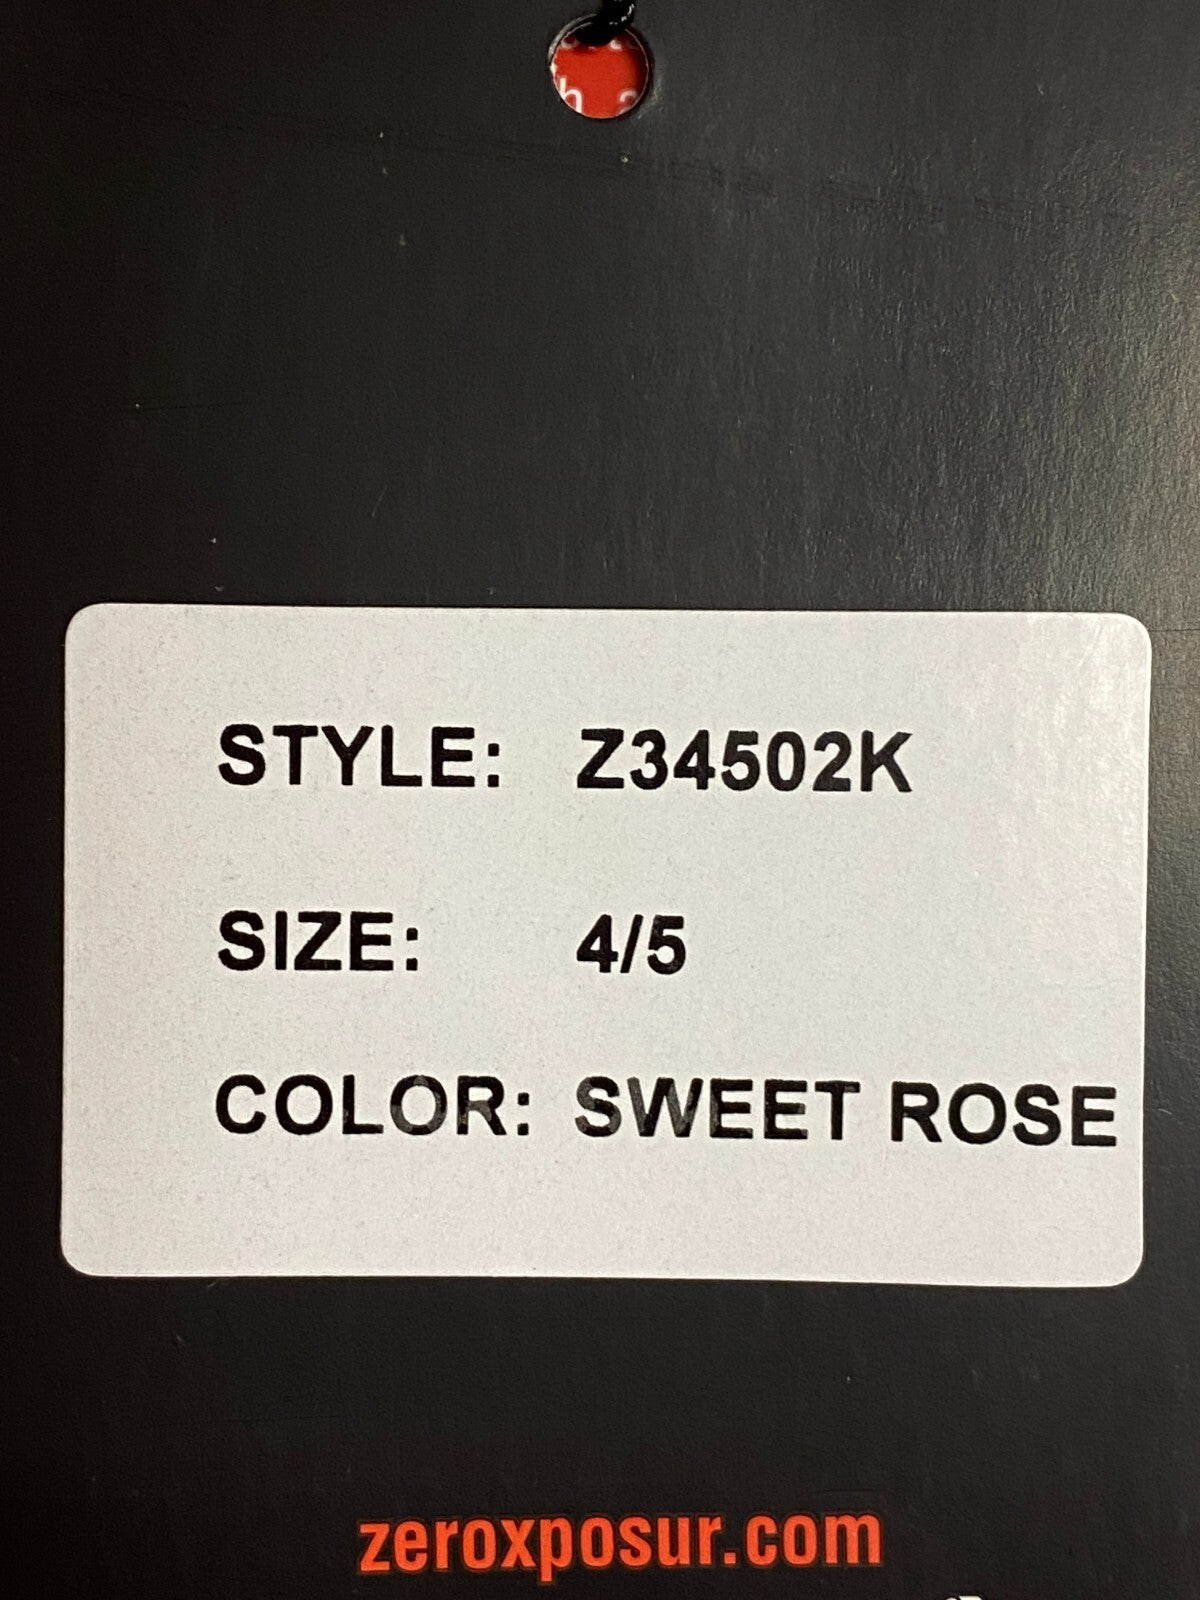 STYLE: Z34502K
SIZE: 4/5
COLOR: SWEET ROSE
zeroxposur.com